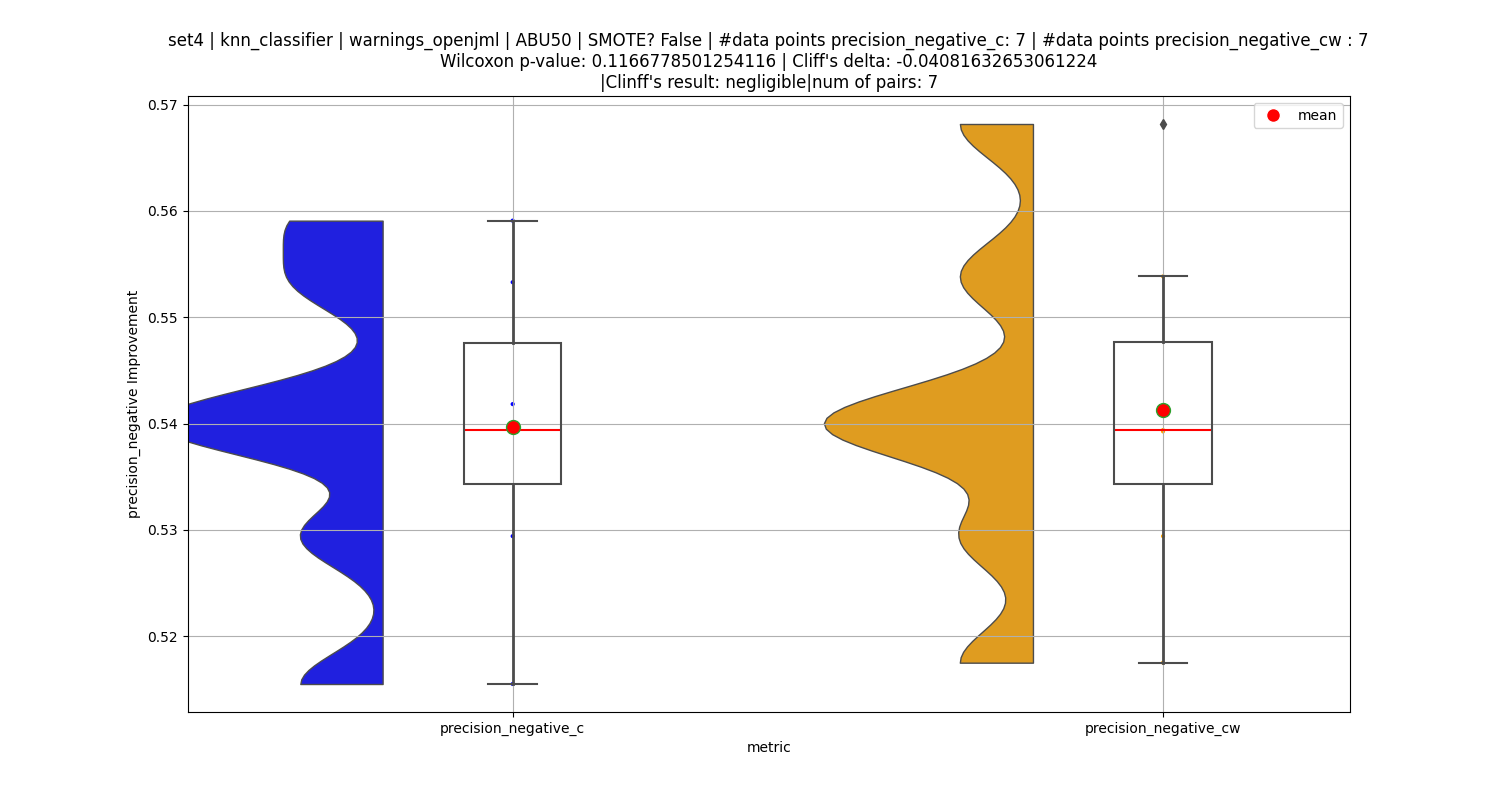 set4 | knn_classifier | warnings_openjml | ABU50 | SMOTE? False | #data points precision_negative_c: 7 | #data points precision_negative_cw : 7
Wilcoxon p-value: 0.1166778501254116 | Cliff's delta: -0.04081632653061224
|Clinff's result: negligible|num of pairs: 7
mean
0.57
0.56
0.55
0.54
0.53
0.52
precision_negative Improvement
precision_negative_c
precision_negative_cw
metric